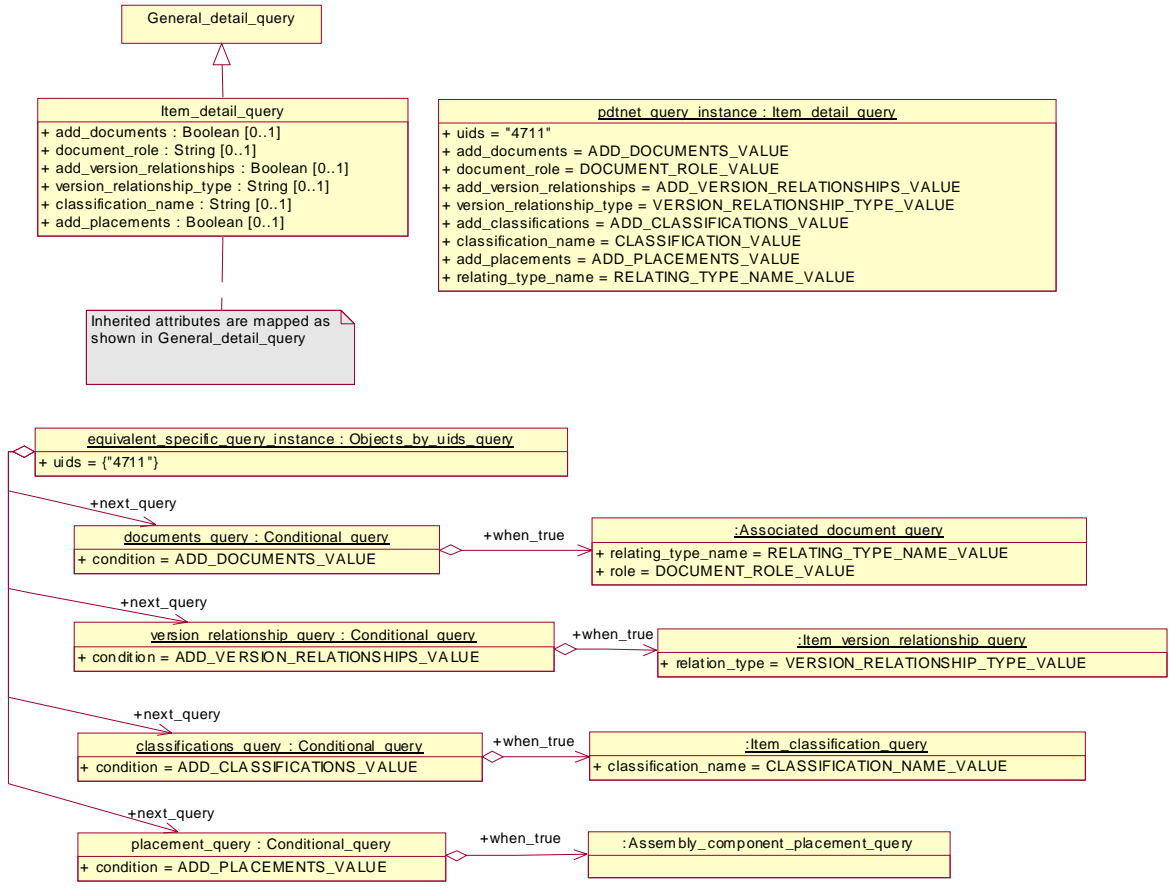 General_detail_query
Item_detail_query
+ add_documents : Boolean [0..1]
+ document_role : String [0..1]
+ add_version_relationships : Boolean [0..1]
+ version_relationship_type : String [0..1]
+ classification_name : String [0..1]
+ add_placements : Boolean [0..1]
pdtnet_query_instance : Item_detail_query
+ uids = "4711"
+ add_documents = ADD_DOCUMENTS_VALUE
+ document_role = DOCUMENT_ROLE_VALUE
+ add_version_relationships = ADD_VERSION_RELATIONSHIPS_VALUE
+ version_relationship_type = VERSION_RELATIONSHIP_TYPE_VALUE
+ add_classifications = ADD_CLASSIFICATIONS_VALUE
+ classification_name = CLASSIFICATION_VALUE
+ add_placements = ADD_PLACEMENTS_VALUE
+ relating_type_name = RELATING_TYPE_NAME_VALUE
Inherited attributes are mapped as
shown in General_detail_query
equivalent_specific_query_instance : Objects_by_uids_query
+ uids = {"4711"}
+next_query
documents_query : Conditional_query
+ condition = ADD_DOCUMENTS_VALUE
+when_true
:Associated_document_query
+ relating_type_name = RELATING_TYPE_NAME_VALUE
+ role = DOCUMENT_ROLE_VALUE
+next_query
version_relationship_query : Conditional_query
+ condition = ADD_VERSION_RELATIONSHIPS_VALUE
+when_true
:Item_version_relationship_query
+ relation_type = VERSION_RELATIONSHIP_TYPE_VALUE
+next_query
classifications_query : Conditional_query
+ condition = ADD_CLASSIFICATIONS_VALUE
+when_true
:Item_classification_query
+ classification_name = CLASSIFICATION_NAME_VALUE
+next_query
placement_query : Conditional_query
+ condition = ADD_PLACEMENTS_VALUE
+when_true
:Assembly_component_placement_query